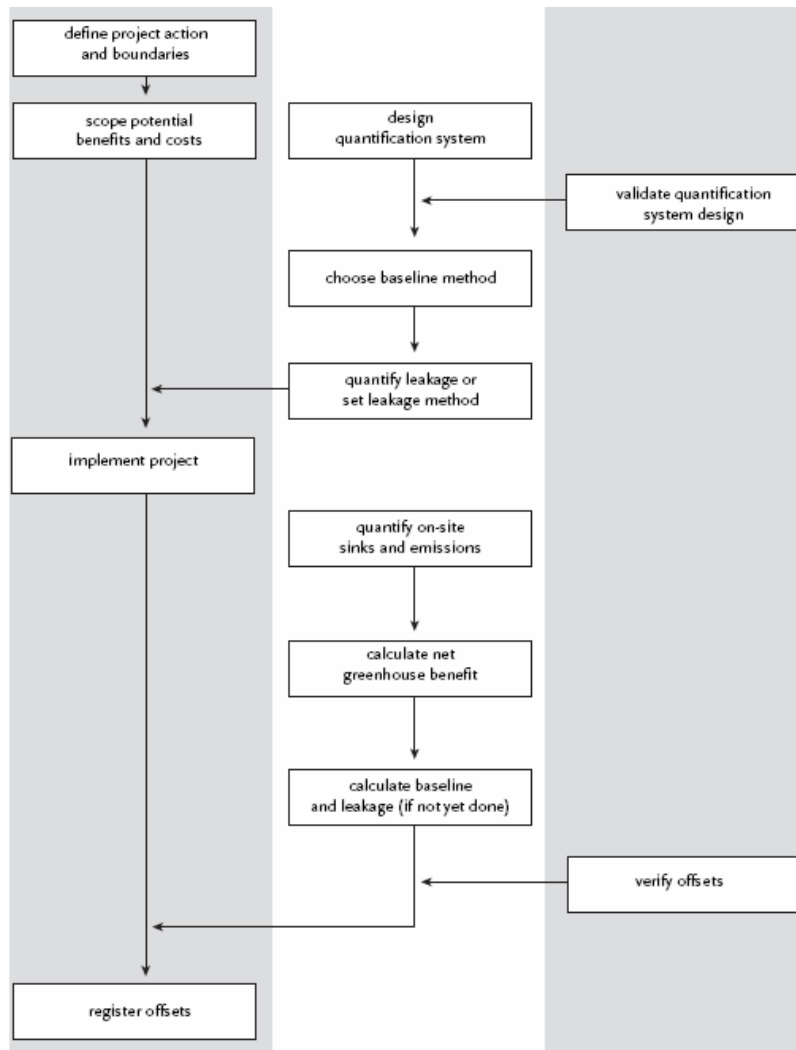 define project action
and boundaries
scope potential
benefits and costs
design
quantification system
validate quantification
system design
choose baseline method
quantify leakage or
set leakage method
implement project
quantify on-site
sinks and emissions
calculate net
greenhouse benefit
calculate baseline
and leakage (if not yet done)
verify offsets
register offsets